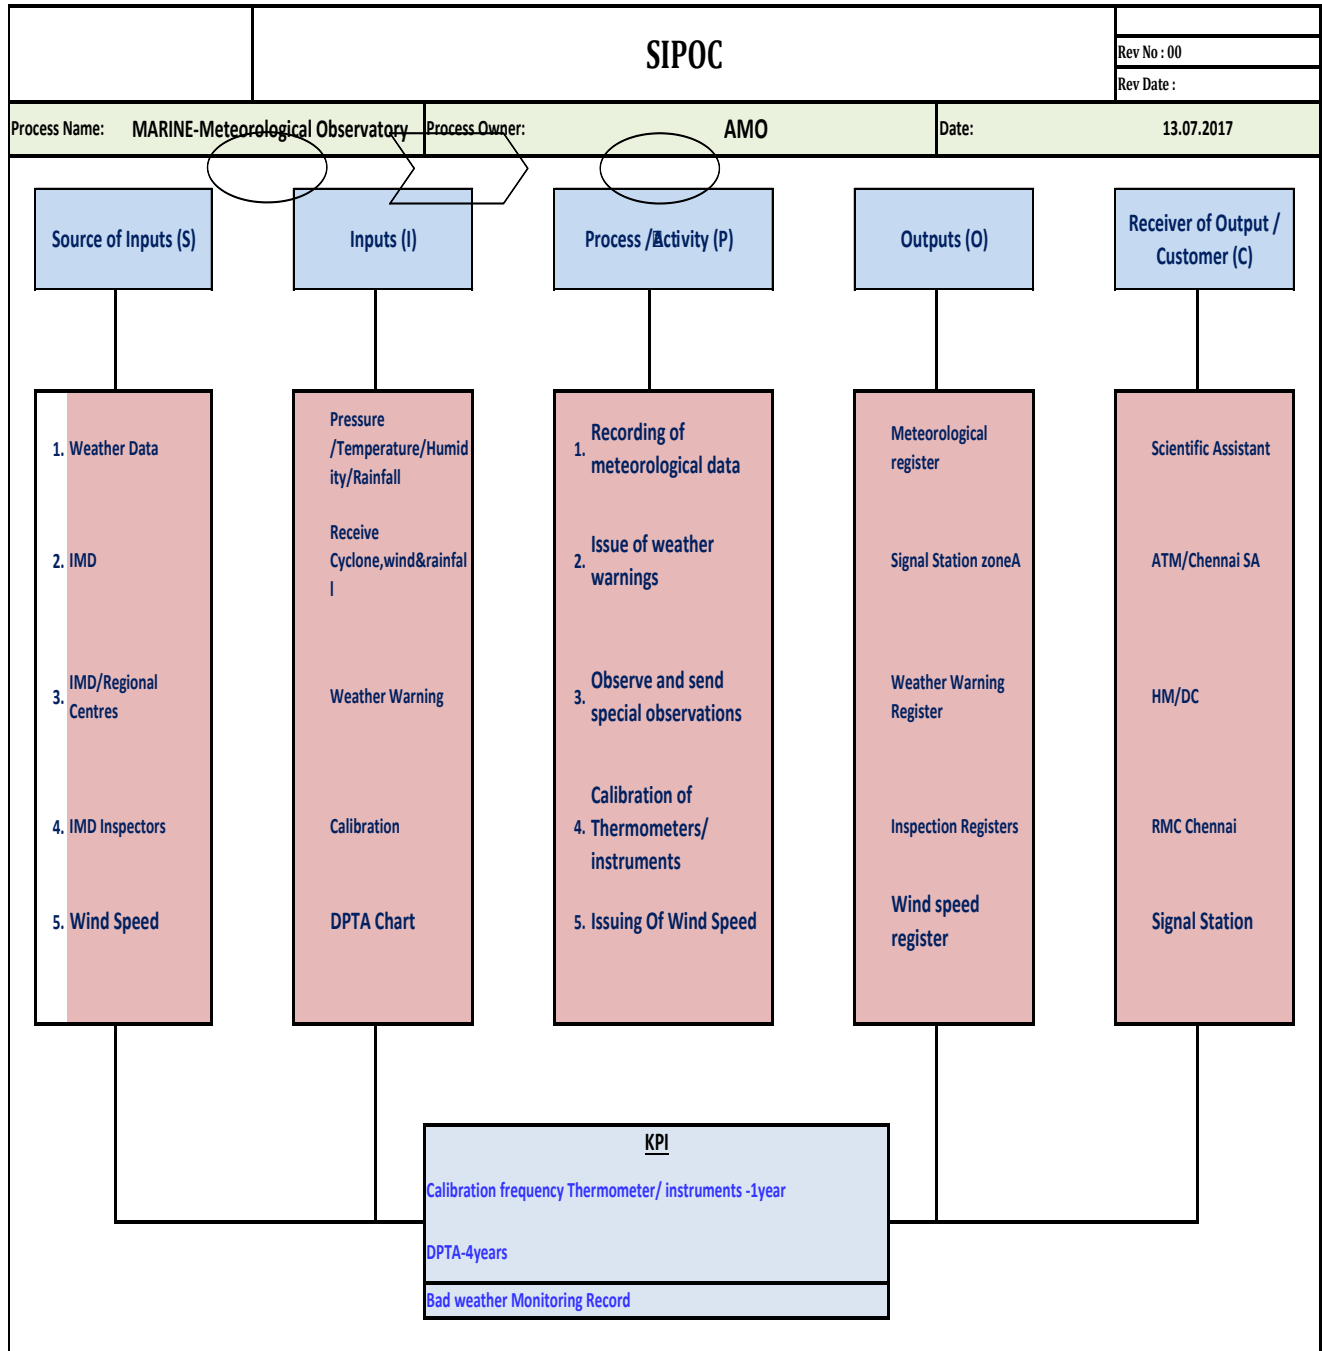 SIPOC
Rev No : 00
Rev Date :
Process Name: MARINE-Meteorological Observatory Process Owner: AMO Date: 13.07.2017
Source of Inputs (S)
Inputs (I)
Process / Activity (P)
Outputs (O)
Receiver of Output /
Customer (C)
1. Weather Data
Pressure
/Temperature/Humid
ity/Rainfall
1. Recording of
meteorological data
Meteorological
register
Scientific Assistant
2. IMD
Receive
Cyclone,wind&rainfal
l
2. Issue of weather
warnings
Signal Station zoneA
ATM/Chennai SA
3. IMD/Regional
Centres
Weather Warning
3. Observe and send
special observations
Weather Warning
Register
HM/DC
4. IMD Inspectors
Calibration
4. Calibration of
Thermometers/
instruments
Inspection Registers
RMC Chennai
5. Wind Speed
DPTA Chart
5. Issuing Of Wind Speed
Wind speed
register
Signal Station
KPI
Calibration frequency Thermometer/ instruments -1year
DPTA-4years
Bad weather Monitoring Record